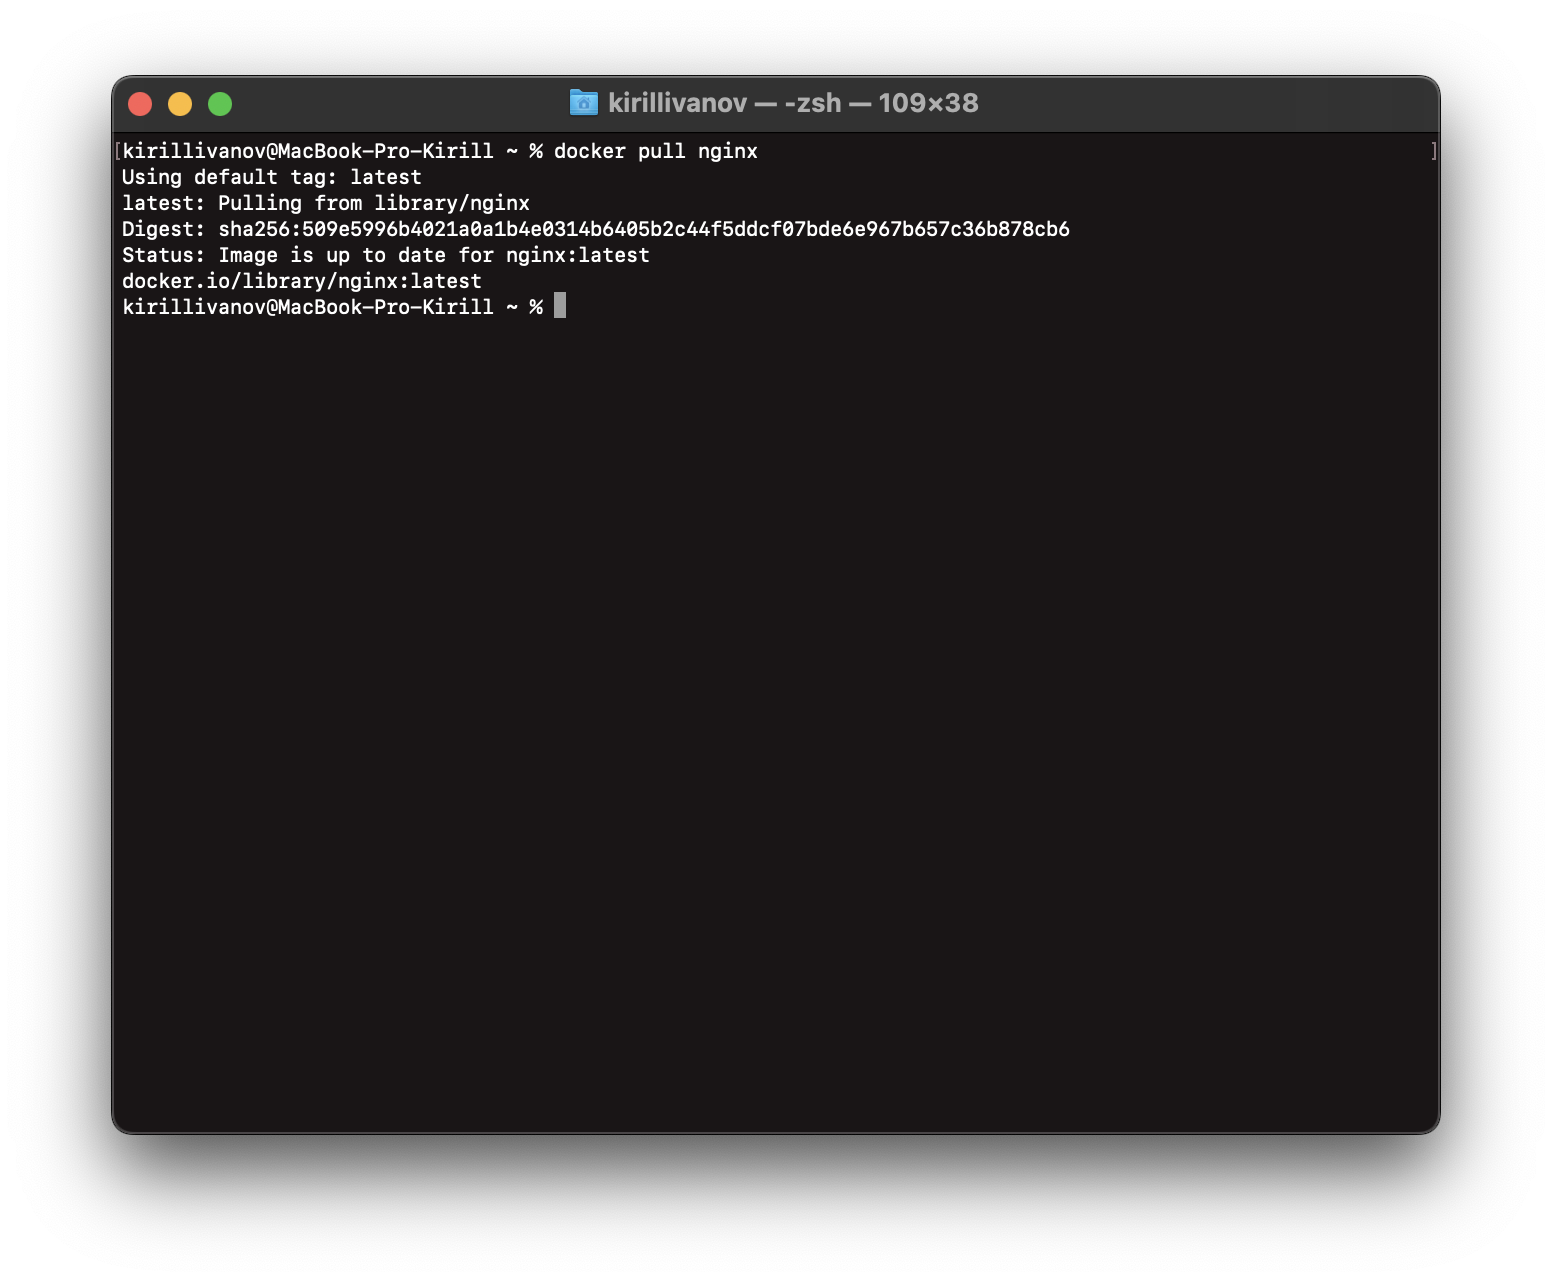 kirillivanov — -zsh — 109×38
[kirillivanov@MacBook-Pro-Kirill ~ % docker pull nginx ]
Using default tag: latest
latest: Pulling from library/nginx
Digest: sha256:509e5996b4021a0a1b4e0314b6405b2c44f5ddcf07bde6e967b657c36b878cb6
Status: Image is up to date for nginx:latest
docker.io/library/nginx:latest
kirillivanov@MacBook-Pro-Kirill ~ %